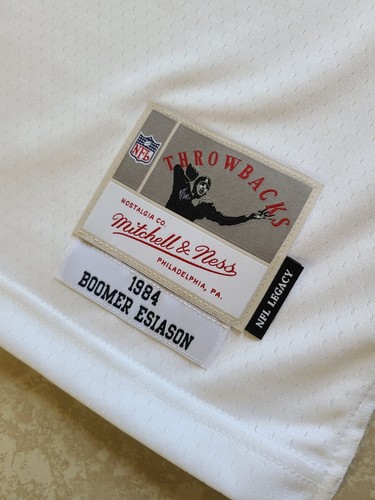 NFL
THROWBACKS
NOSTALGIA CO.
Mitchell & Ness
PHILADELPHIA, PA.
1984
BOOMER ESIASON
NFL LEGACY